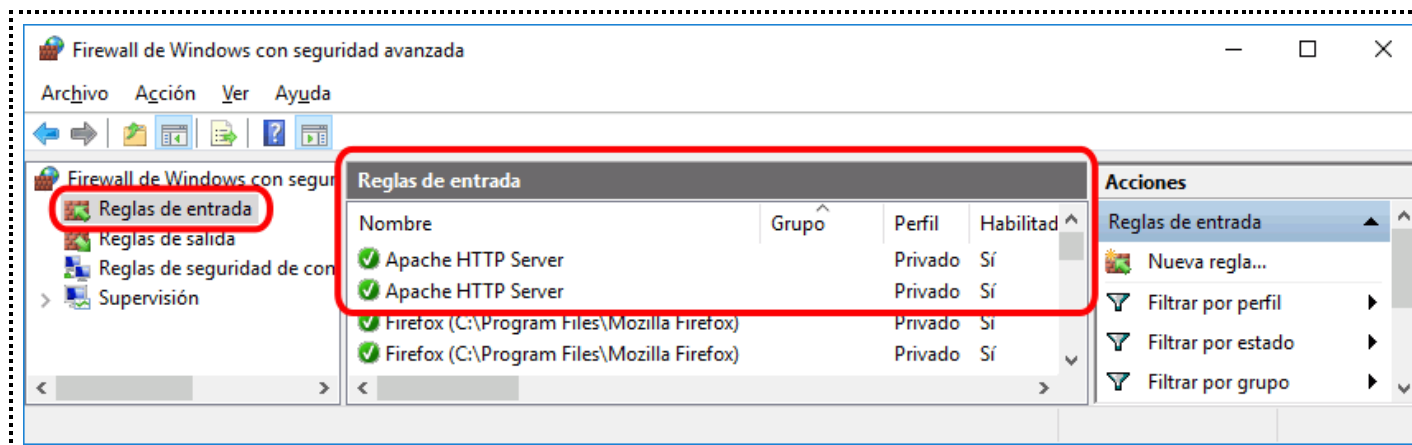 Firewall de Windows con seguridad avanzada
Archivo Acción Ver Ayuda
Firewall de Windows con segur
Reglas de entrada
Reglas de salida
Reglas de seguridad de con
Supervisión
Reglas de entrada
Nombre Grupo Perfil Habilitad
Apache HTTP Server Privado Sí
Apache HTTP Server Privado Sí
Firefox (C:\Program Files\Mozilla Firefox) Privado Sí
Firefox (C:\Program Files\Mozilla Firefox) Privado Sí
Acciones
Reglas de entrada
Nueva regla...
Filtrar por perfil
Filtrar por estado
Filtrar por grupo